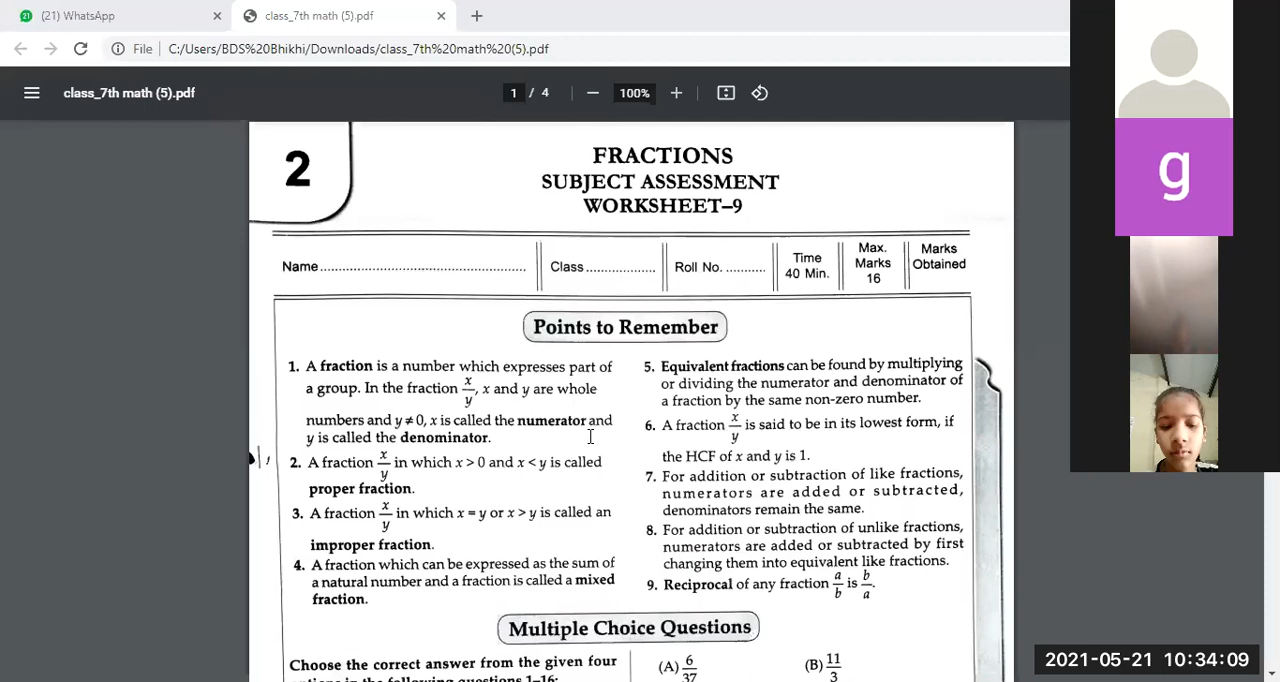 (21) WhatsApp
class_7th math (5).pdf
File
C:/Users/BDS%20Bhikhi/Downloads/class_7th%20math%20(5).pdf
class_7th math (5).pdf
1 / 4
100%
g
2
FRACTIONS
SUBJECT ASSESSMENT
WORKSHEET–9
Name..................................................
Class..................
Roll No. ...........
Time
40 Min.
Max.
Marks
16
Marks
Obtained
Points to Remember
1. A fraction is a number which expresses part of
a group. In the fraction x/y, x and y are whole
numbers and y ≠ 0, x is called the numerator and
y is called the denominator.
2. A fraction x/y in which x > 0 and x < y is called
proper fraction.
3. A fraction x/y in which x = y or x > y is called an
improper fraction.
4. A fraction which can be expressed as the sum of
a natural number and a fraction is called a mixed
fraction.
5. Equivalent fractions can be found by multiplying
or dividing the numerator and denominator of
a fraction by the same non-zero number.
6. A fraction x/y is said to be in its lowest form, if
the HCF of x and y is 1.
7. For addition or subtraction of like fractions,
numerators are added or subtracted,
denominators remain the same.
8. For addition or subtraction of unlike fractions,
numerators are added or subtracted by first
changing them into equivalent like fractions.
9. Reciprocal of any fraction a/b is b/a.
Multiple Choice Questions
Choose the correct answer from the given four
options in the following questions 1–16:
(A) 6/37
(B) 11/3
2021-05-21 10:34:09